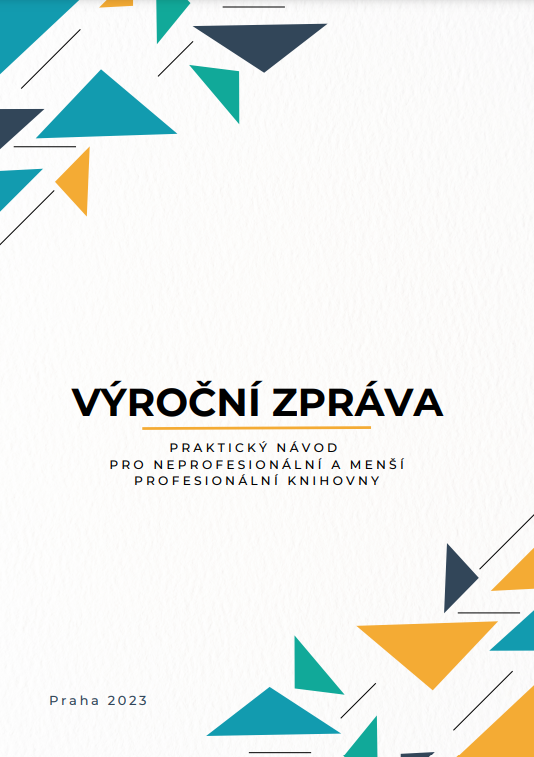 VÝROČNÍ ZPRÁVA
PRAKTICKÝ NÁVOD
PRO NEPROFESIONÁLNÍ A MENŠÍ
PROFESIONÁLNÍ KNIHOVNY
Praha 2023